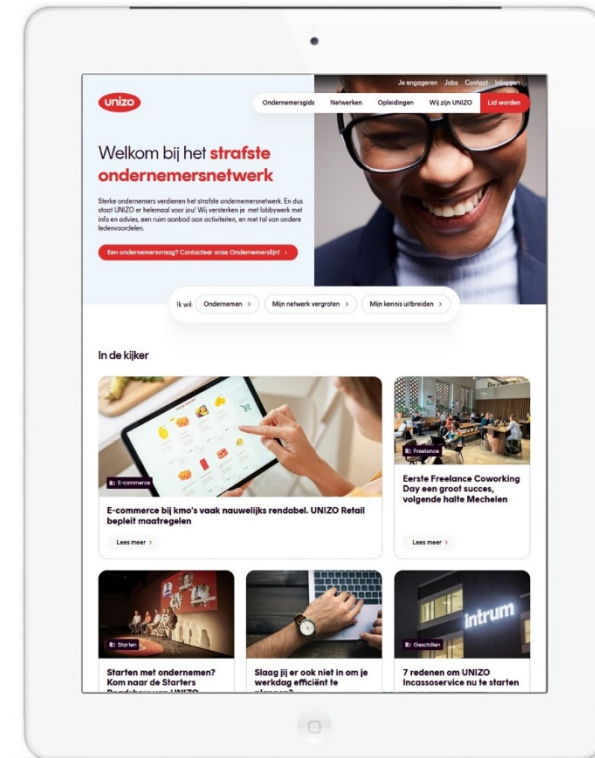 Je engageren Jobs Contact Inloggen
unizo
Ondernemersgids Netwerken Opleidingen Wij zijn UNIZO Lid worden
Welkom bij het strafste
ondernemersnetwerk
Sterke ondernemers verdienen het strafste ondernemersnetwerk. En dus
staat UNIZO er helemaal voor jou! Wij versterken je met lobbywerk met
info en advies, een ruim aanbod aan activiteiten, en met tal van andere
ledenvoordelen.
Een ondernemersvraag? Contacteer onze Ondernemerslijn! >
Ik wil: Ondernemen > Mijn netwerk vergroten > Mijn kennis uitbreiden >
In de kijker
E-commerce
E-commerce bij kmo's vaak nauwelijks rendabel. UNIZO Retail
bepleit maatregelen
Lees meer >
Freelance
Eerste Freelance Coworking
Day een groot succes,
volgende halte Mechelen
Lees meer >
Starten
Starten met ondernemen?
Kom naar de Starters
Roadshow van UNIZO
Slaag jij er ook niet in om je
werkdag efficiënt te
plannen?
intrum
Geschillen
7 redenen om UNIZO
Incassoservice nu te starten